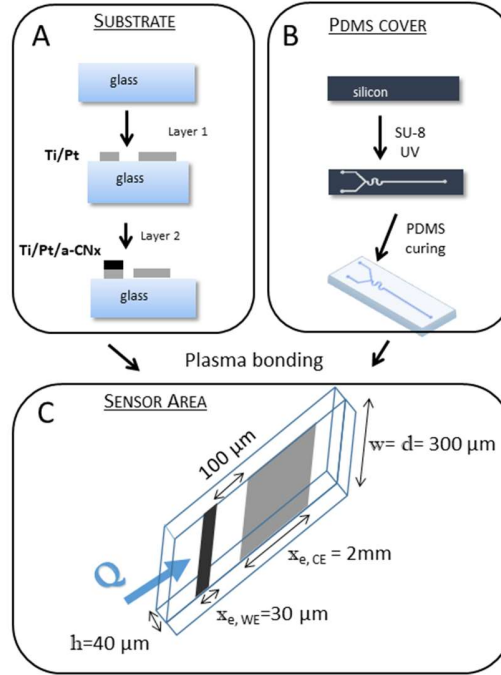 A
SUBSTRATE
glass
Layer 1
Ti/Pt
glass
Layer 2
Ti/Pt/a-CNx
glass
B
PDMS COVER
silicon
SU-8
UV
PDMS
curing
Plasma bonding
C
SENSOR AREA
100 µm
w= d= 300 µm
Q
xe, CE = 2mm
xe, WE=30 µm
h=40 µm